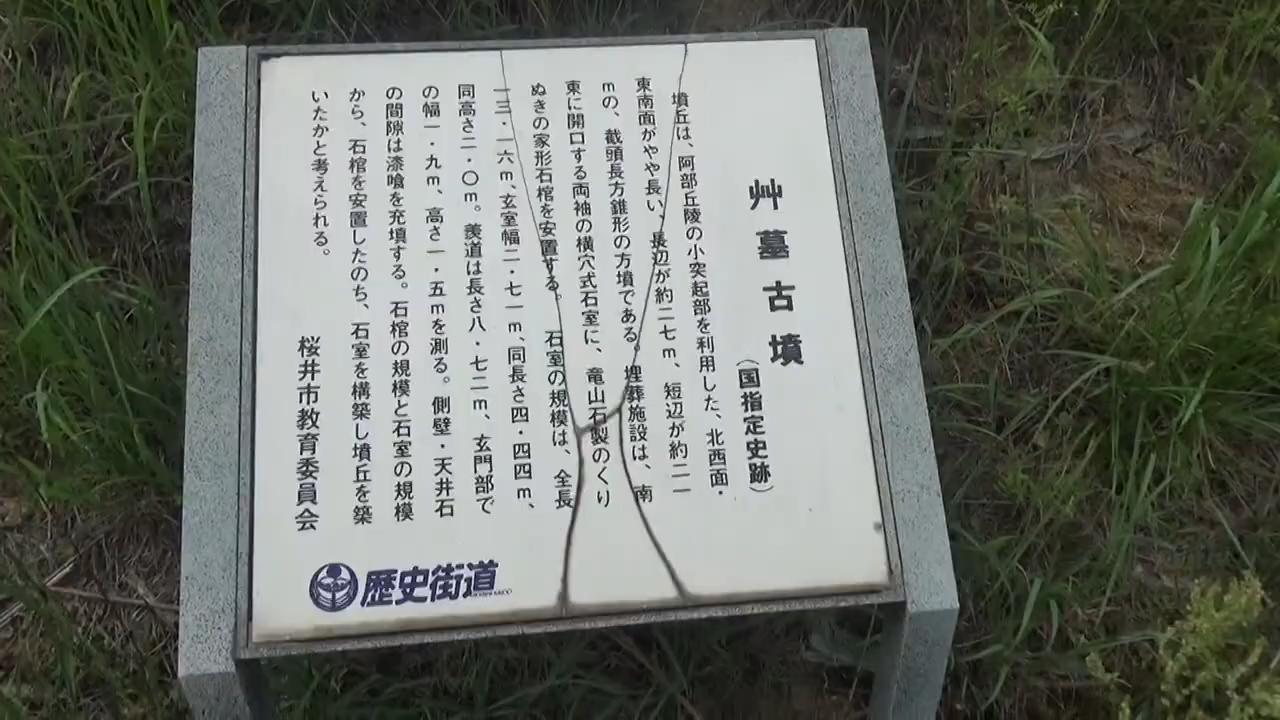 艸墓古墳
(国指定史跡)
墳丘は、阿部丘陵の小突起部を利用した、北西面・
東南面がやや長い、長辺が約二七m、短辺が約二一
mの、截頭長方錐形の方墳である。埋葬施設は、南
東に開口する両袖の横穴式石室に、竜山石製のくり
ぬきの家形石棺を安置する。石室の規模は、全長
一三・一六m、玄室幅二・七一m、同長さ四・四四m、
同高さ二・〇m。羨道は長さ八・七二m、玄門部で
の幅一・九m、高さ一・五mを測る。側壁・天井石
の間隙は漆喰を充填する。石棺の規模と石室の規模
から、石棺を安置したのち、石室を構築し墳丘を築
いたかと考えられる。
桜井市教育委員会
歴史街道